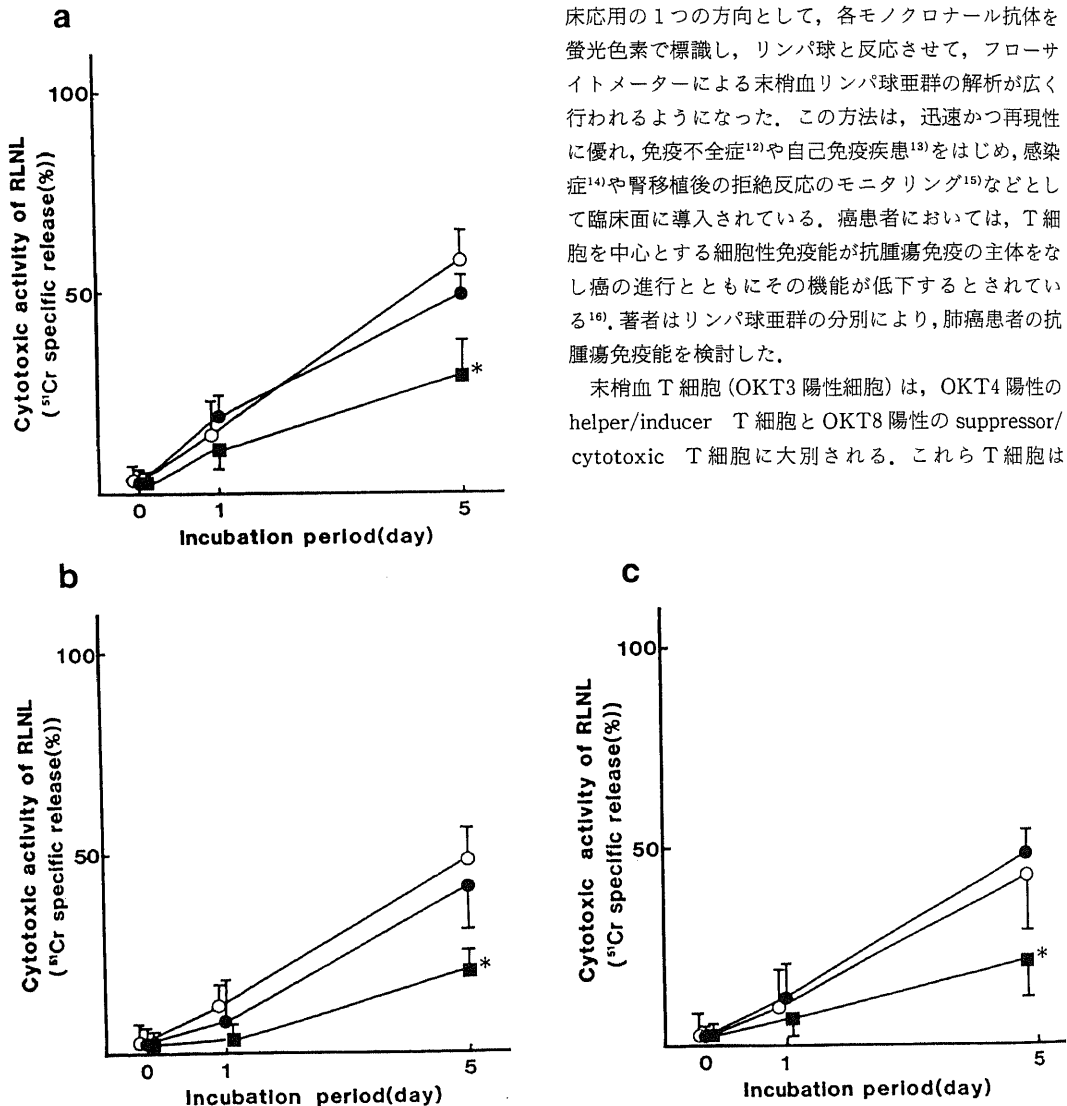 a
100
50
Cytotoxic activity of RLNL
(⁵¹Cr specific release(%))
*
0 1 5
Incubation period(day)
床応用の1つの方向として，各モノクロナール抗体を
螢光色素で標識し，リンパ球と反応させて，フローサ
イトメーターによる末梢血リンパ球亜群の解析が広く
行われるようになった．この方法は，迅速かつ再現性
に優れ，免疫不全症¹²⁾や自己免疫疾患¹³⁾をはじめ，感染
症¹⁴⁾や腎移植後の拒絶反応のモニタリング¹⁵⁾などとし
て臨床面に導入されている．癌患者においては，T細
胞を中心とする細胞性免疫能が抗腫瘍免疫の主体をな
し癌の進行とともにその機能が低下するとされてい
る¹⁶⁾．著者はリンパ球亜群の分別により，肺癌患者の抗
腫瘍免疫能を検討した．
末梢血T細胞（OKT3陽性細胞）は，OKT4陽性の
helper/inducer T細胞とOKT8陽性のsuppressor/
cytotoxic T細胞に大別される．これらT細胞は
b
100
50
Cytotoxic activity of RLNL
(⁵¹Cr specific release(%))
*
0 1 5
Incubation period(day)
c
100
50
Cytotoxic activity of RLNL
(⁵¹Cr specific release(%))
*
0 1 5
Incubation period(day)